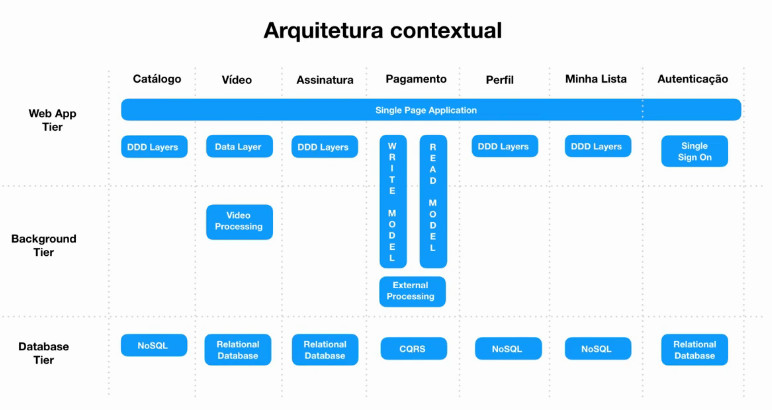 Arquitetura contextual
Catálogo
Vídeo
Assinatura
Pagamento
Perfil
Minha Lista
Autenticação
Web App
Tier
Single Page Application
DDD Layers
Data Layer
DDD Layers
WRITE MODEL
READ MODEL
DDD Layers
DDD Layers
Single
Sign On
Background
Tier
Video
Processing
External
Processing
Database
Tier
NoSQL
Relational
Database
Relational
Database
CQRS
NoSQL
NoSQL
Relational
Database